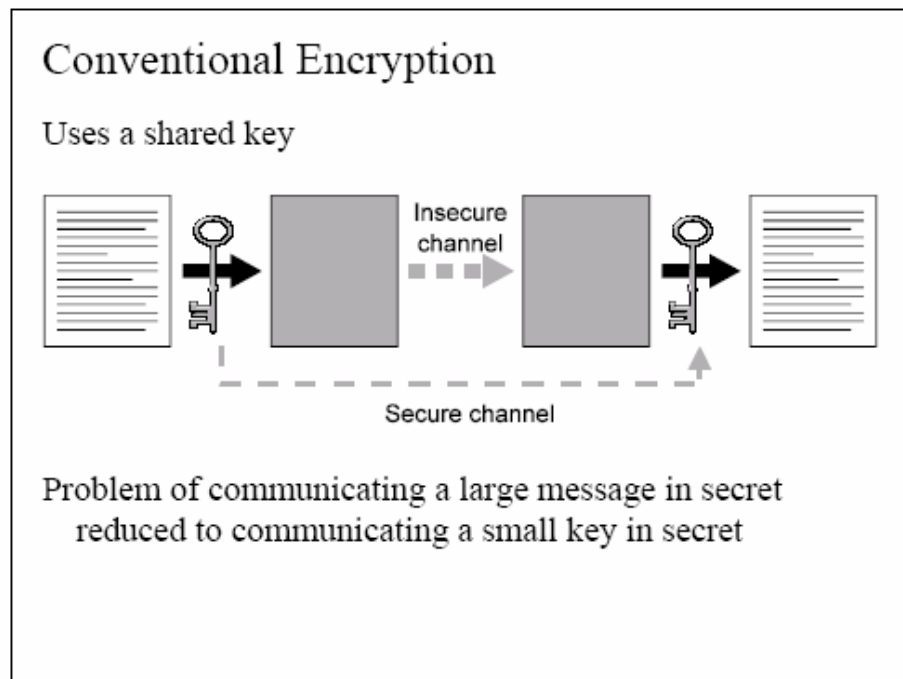 Conventional Encryption
Uses a shared key
Insecure
channel
Secure channel
Problem of communicating a large message in secret
reduced to communicating a small key in secret